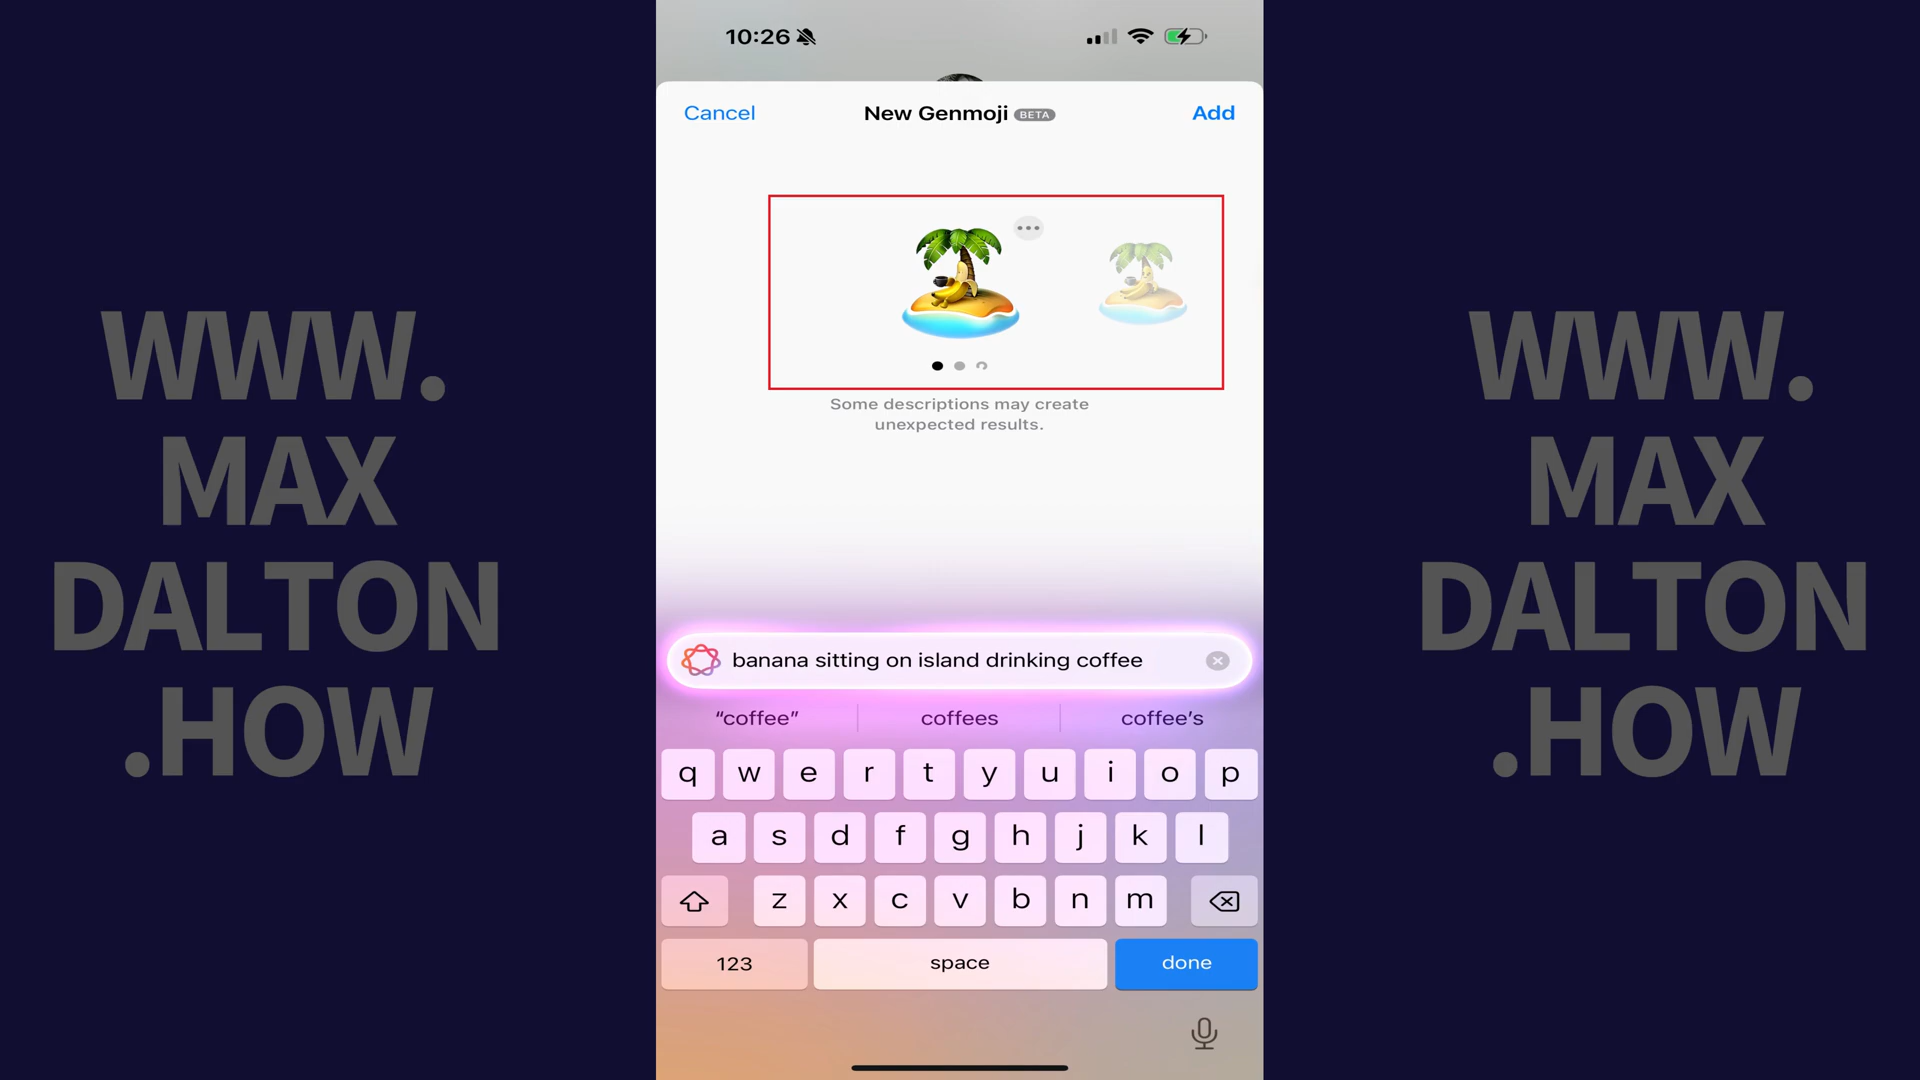 WWW.
MAX
DALTON
.HOW
10:26
Cancel
New Genmoji BETA
Add
Some descriptions may create
unexpected results.
banana sitting on island drinking coffee
“coffee” coffees coffee’s
q w e r t y u i o p
a s d f g h j k l
z x c v b n m
123 space done
WWW.
MAX
DALTON
.HOW